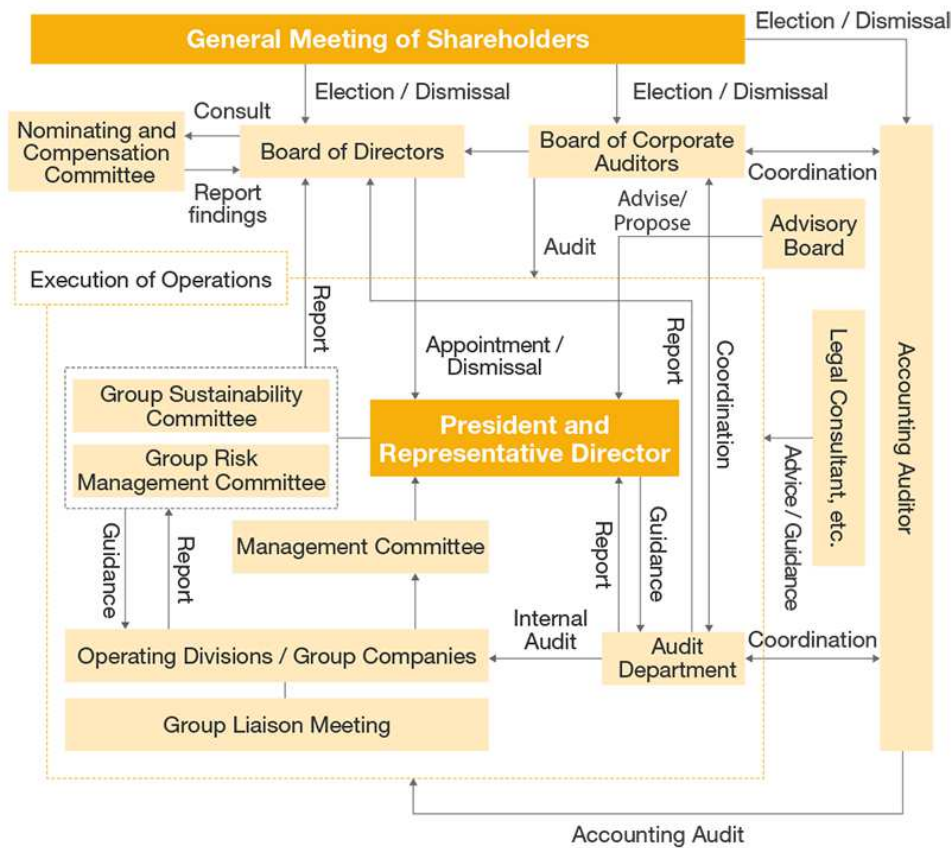 Election / Dismissal
General Meeting of Shareholders
Election / Dismissal
Election / Dismissal
Consult
Nominating and
Compensation
Committee
Board of Directors
Board of Corporate
Auditors
Coordination
Report
findings
Advise/
Propose
Advisory
Board
Audit
Execution of Operations
Report
Appointment /
Dismissal
Report
Coordination
Legal Consultant, etc.
Accounting Auditor
Group Sustainability
Committee
President and
Representative Director
Group Risk
Management Committee
Advice / Guidance
Guidance
Report
Management Committee
Report
Guidance
Internal
Audit
Operating Divisions / Group Companies
Audit
Department
Coordination
Group Liaison Meeting
Accounting Audit